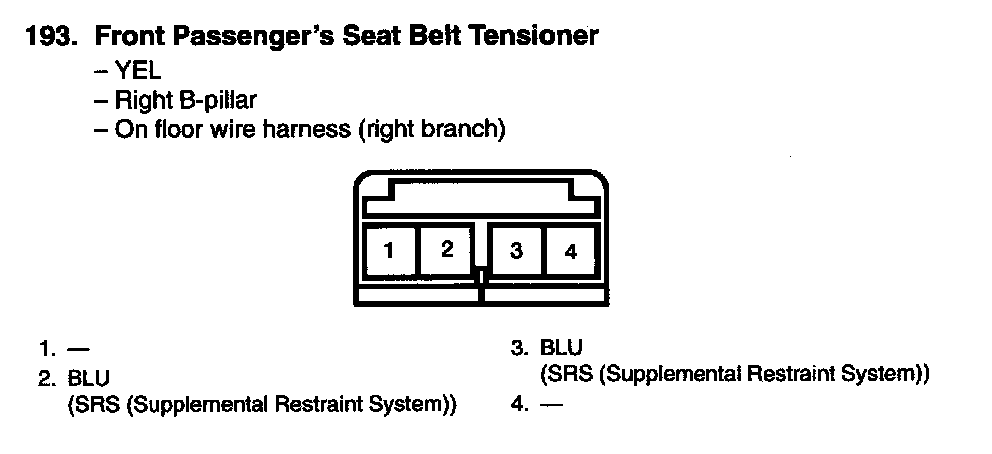 193. Front Passenger's Seat Belt Tensioner
– YEL
– Right B-pillar
– On floor wire harness (right branch)
1 2 3 4
1. —
2. BLU
(SRS (Supplemental Restraint System))
3. BLU
(SRS (Supplemental Restraint System))
4. —